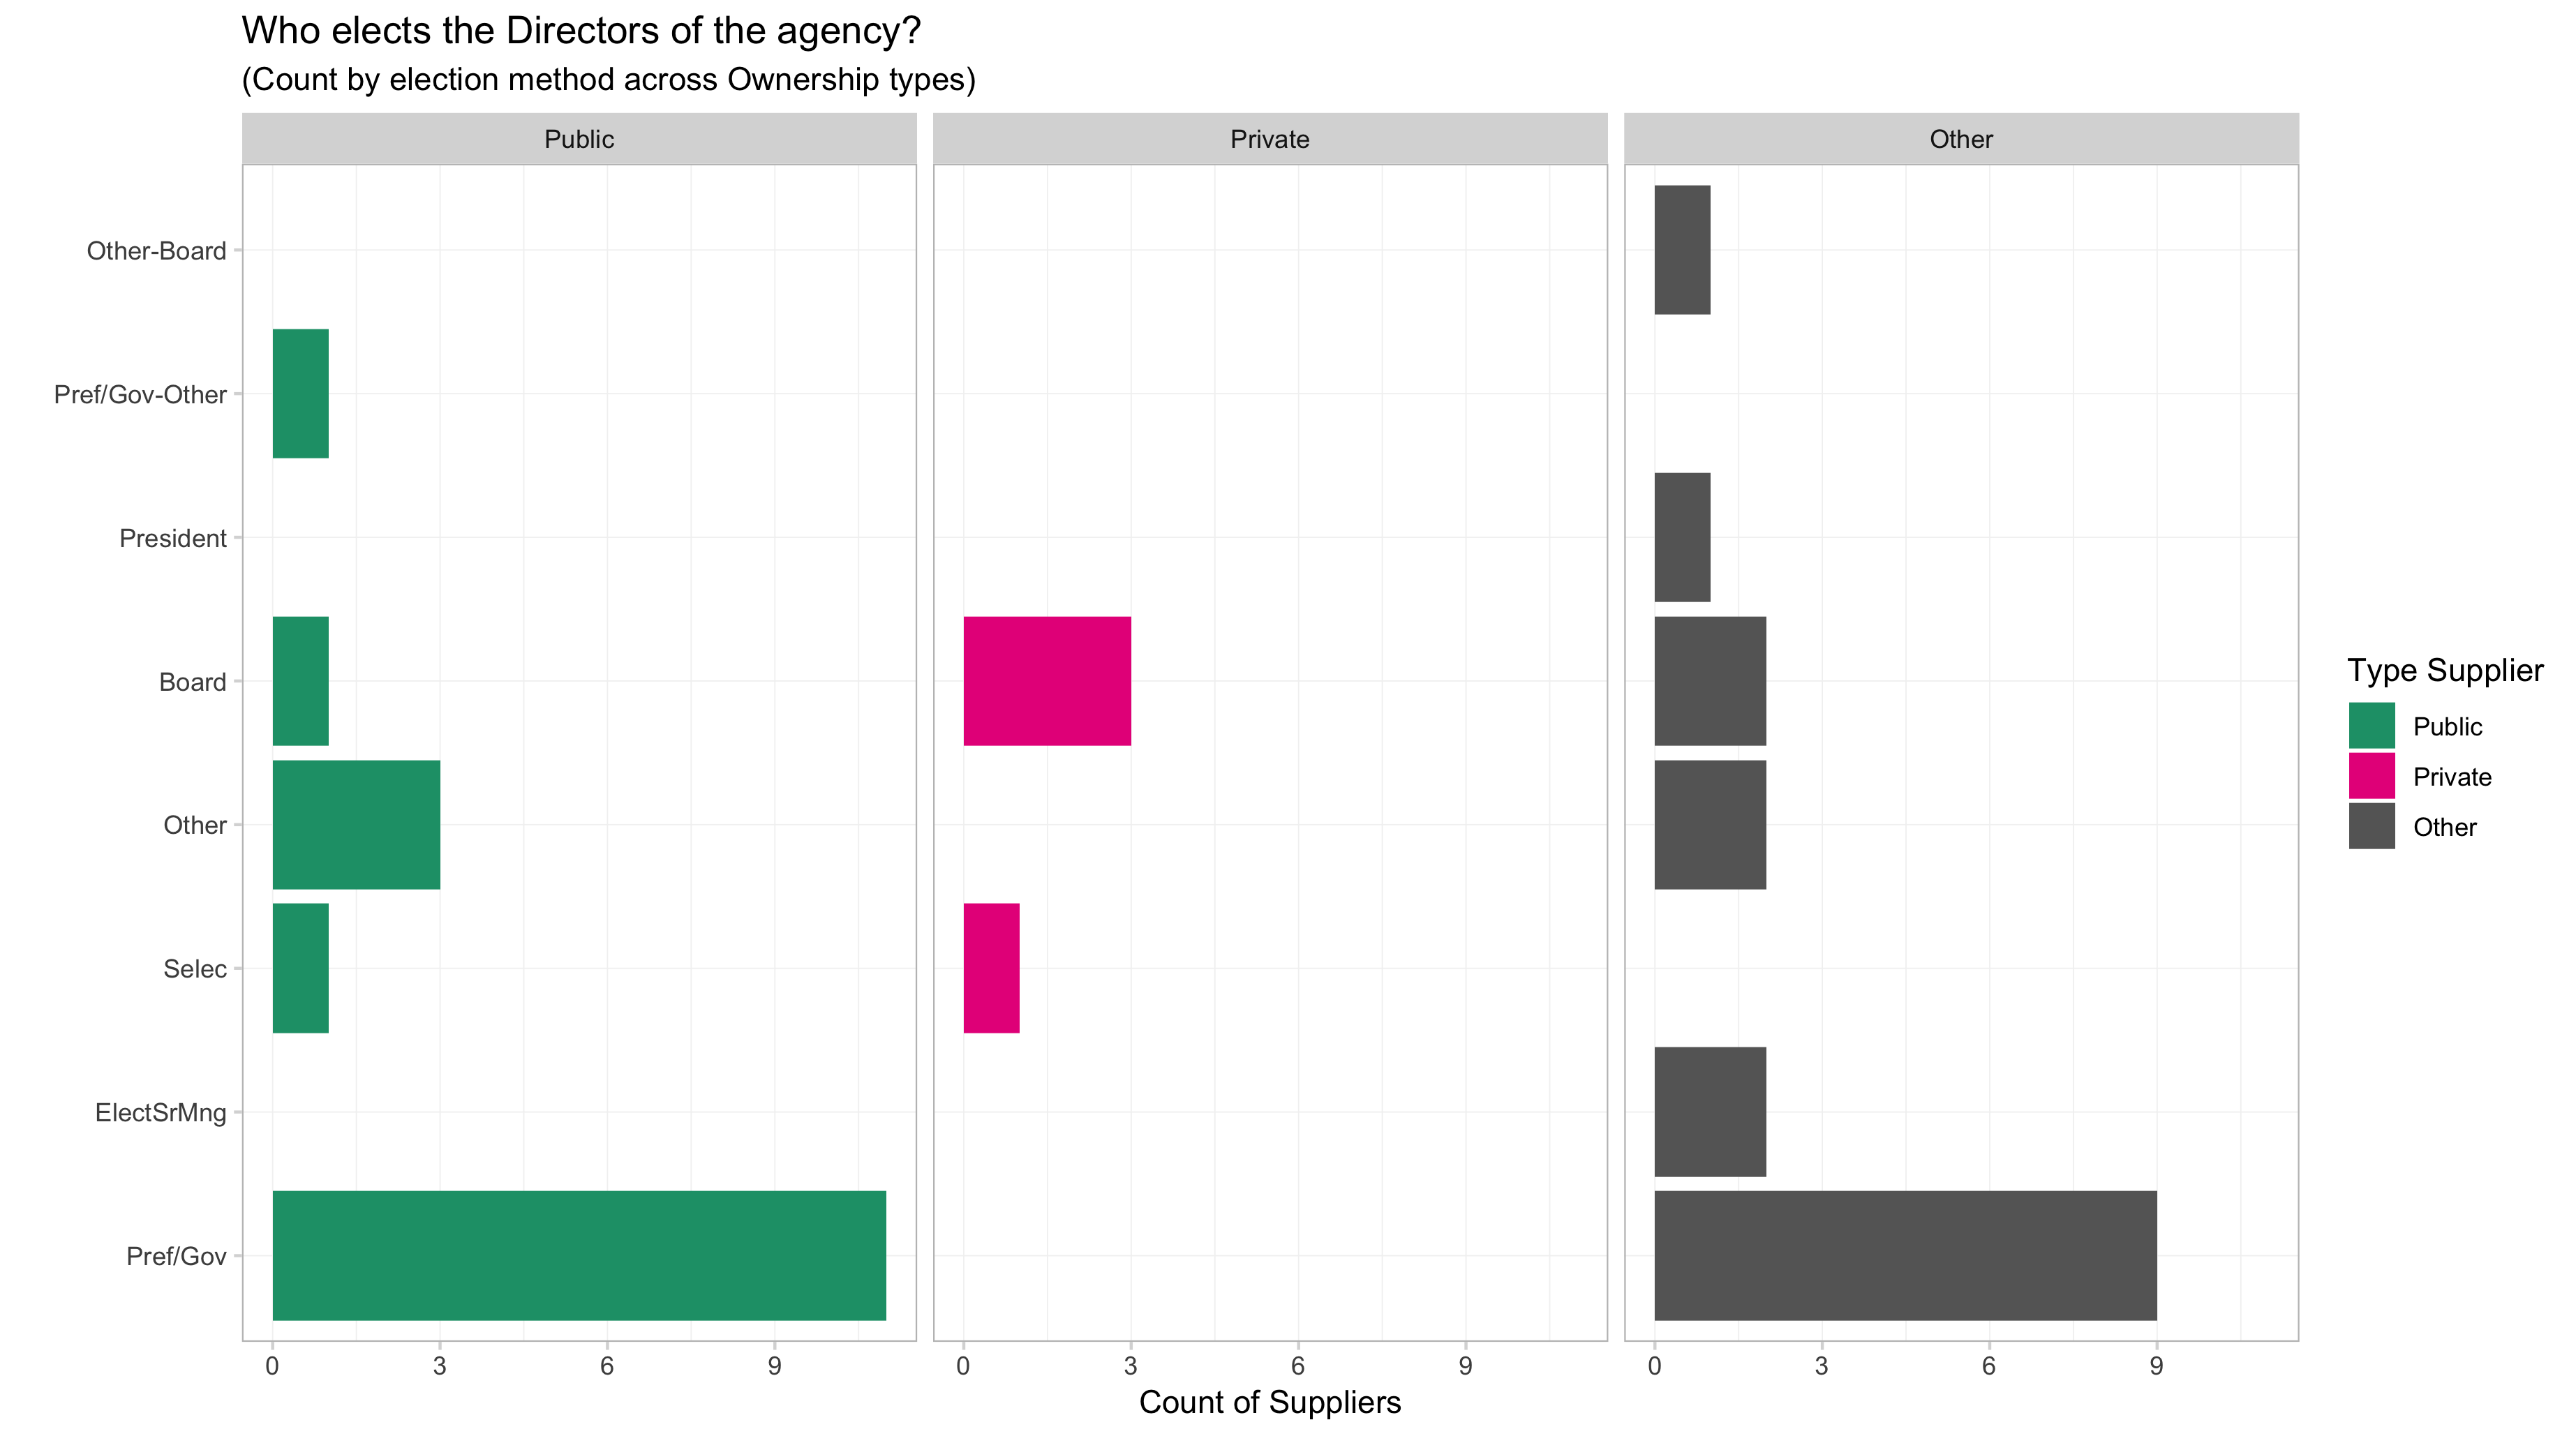 Who elects the Directors of the agency?
(Count by election method across Ownership types)
Public
Private
Other
Other-Board
Pref/Gov-Other
President
Board
Other
Selec
ElectSrMng
Pref/Gov
0 3 6 9
0 3 6 9
0 3 6 9
Count of Suppliers
Type Supplier
Public
Private
Other